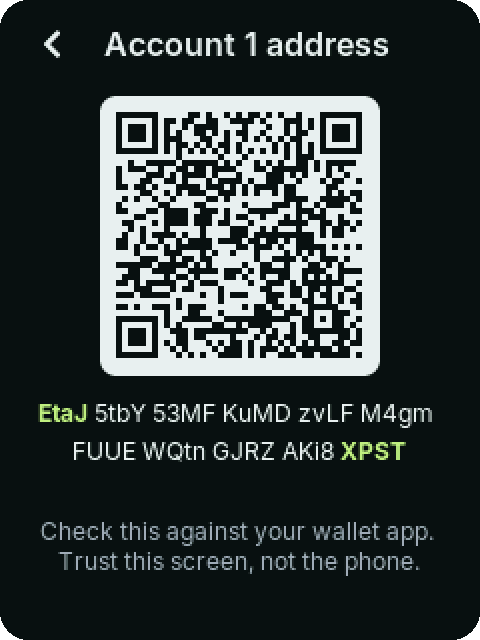 Account 1 address
EtaJ 5tbY 53MF KuMD zvLF M4gm
FUUE WQtn GJRZ AKi8 XPST
Check this against your wallet app.
Trust this screen, not the phone.